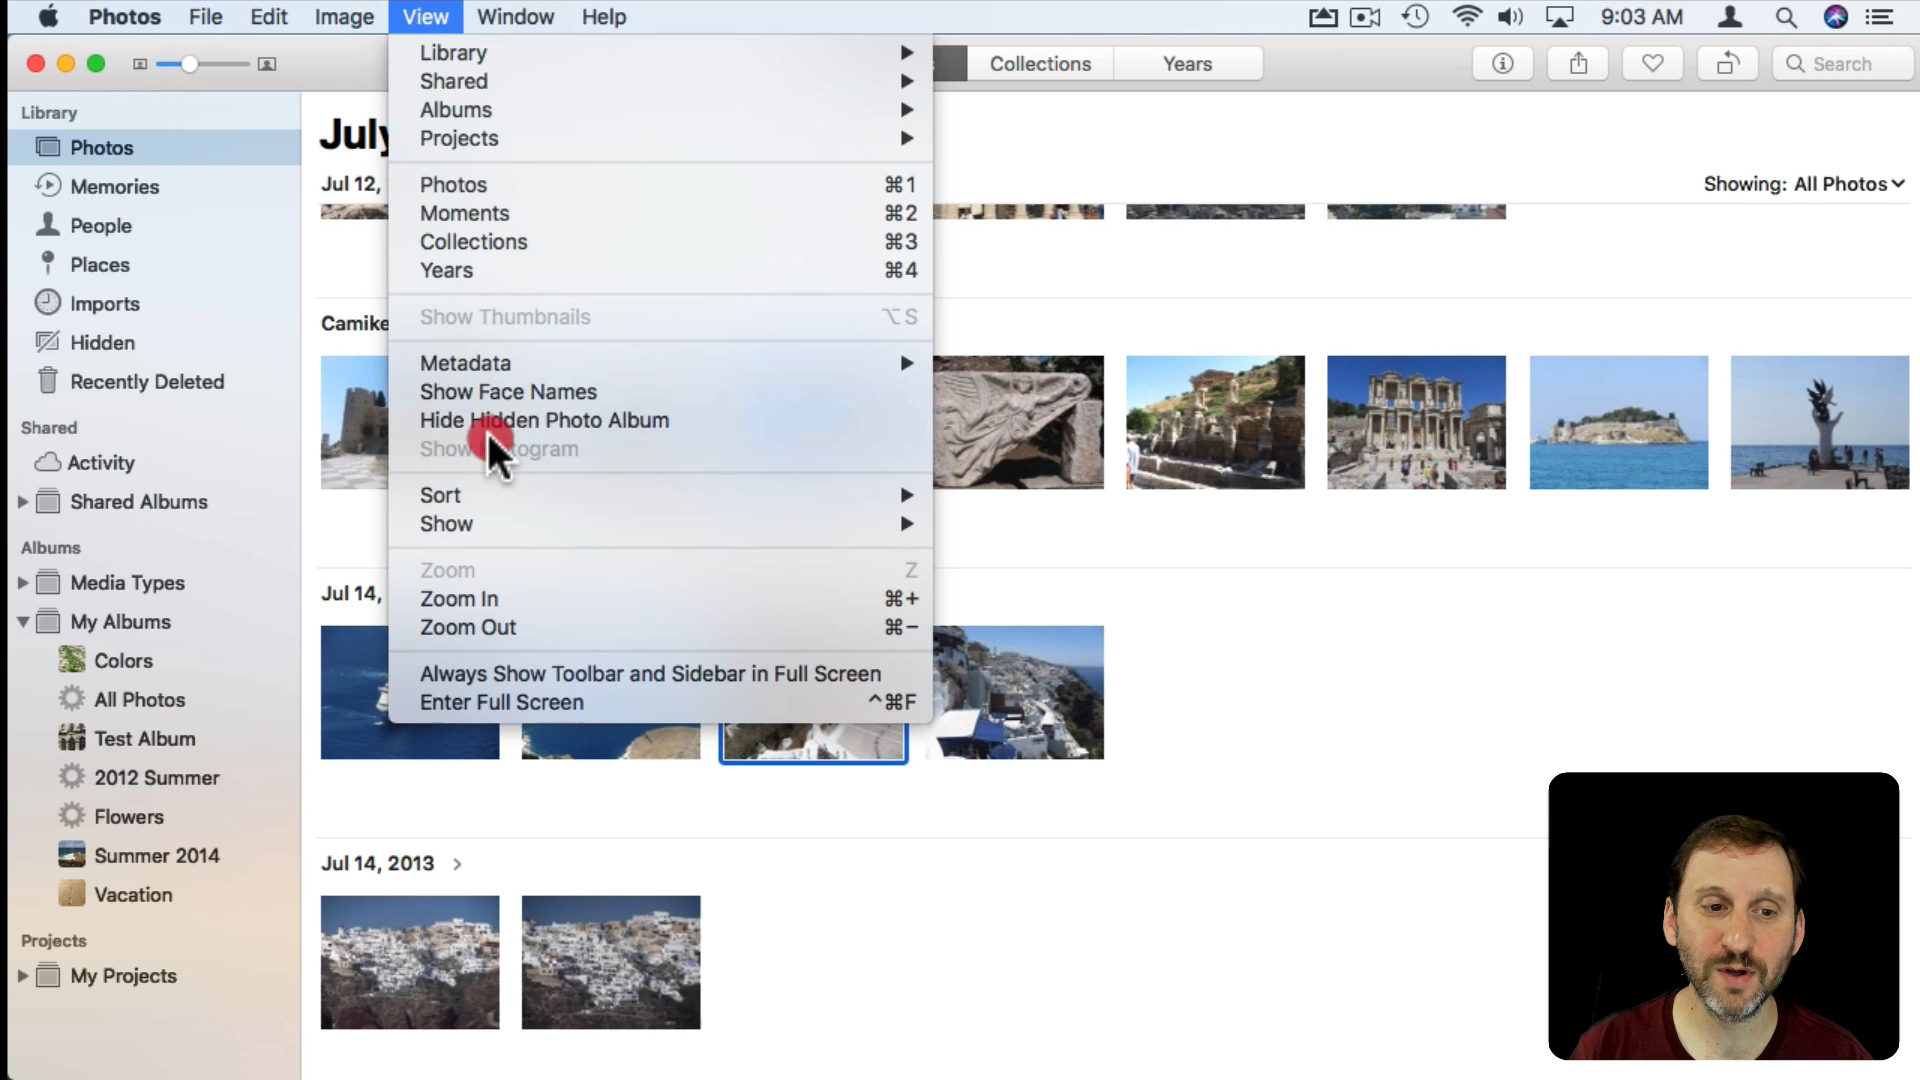 Photos File Edit Image View Window Help 9:03 AM
Collections Years Search
Library
Photos
Memories
People
Places
Imports
Hidden
Recently Deleted
Shared
Activity
Shared Albums
Albums
Media Types
My Albums
Colors
All Photos
Test Album
2012 Summer
Flowers
Summer 2014
Vacation
Projects
My Projects
Library
Shared
Albums
Projects
Photos ⌘1
Moments ⌘2
Collections ⌘3
Years ⌘4
Show Thumbnails ⌥S
Metadata
Show Face Names
Hide Hidden Photo Album
Show
Sort
Show
Zoom Z
Zoom In ⌘+
Zoom Out ⌘−
Always Show Toolbar and Sidebar in Full Screen
Enter Full Screen ^⌘F
July
Jul 12,
Showing: All Photos
Jul 14,
Jul 14, 2013 >